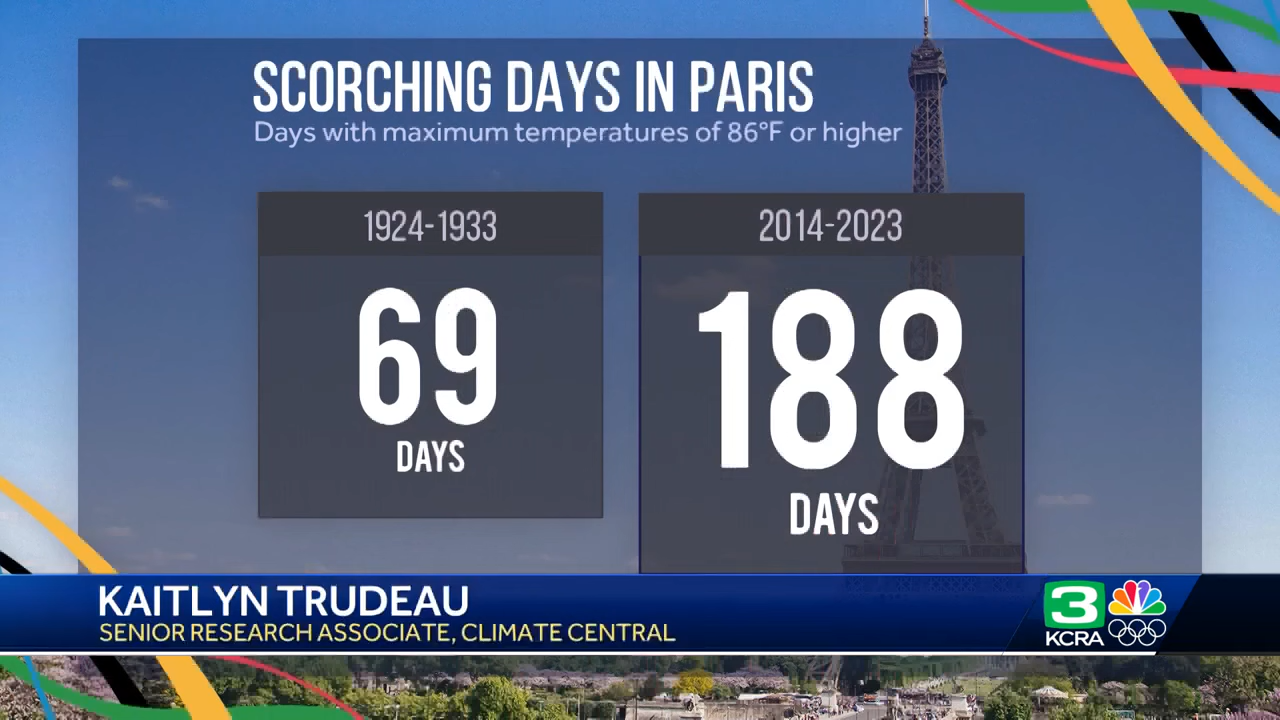 SCORCHING DAYS IN PARIS
Days with maximum temperatures of 86°F or higher
1924-1933
69
DAYS
2014-2023
188
DAYS
KAITLYN TRUDEAU
SENIOR RESEARCH ASSOCIATE, CLIMATE CENTRAL
3
KCRA